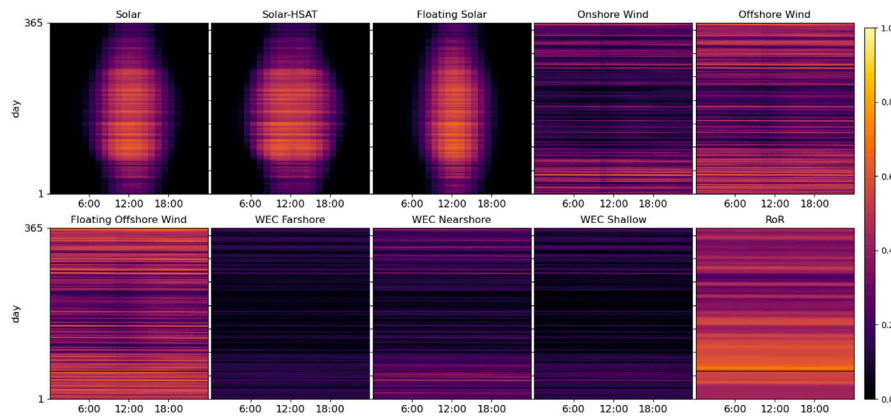 Solar Solar-HSAT Floating Solar Onshore Wind Offshore Wind
365
day
1
6:00 12:00 18:00 6:00 12:00 18:00 6:00 12:00 18:00 6:00 12:00 18:00 6:00 12:00 18:00
Floating Offshore Wind WEC Farshore WEC Nearshore WEC Shallow RoR
365
day
1
6:00 12:00 18:00 6:00 12:00 18:00 6:00 12:00 18:00 6:00 12:00 18:00 6:00 12:00 18:00
1.0
0.8
0.6
0.4
0.2